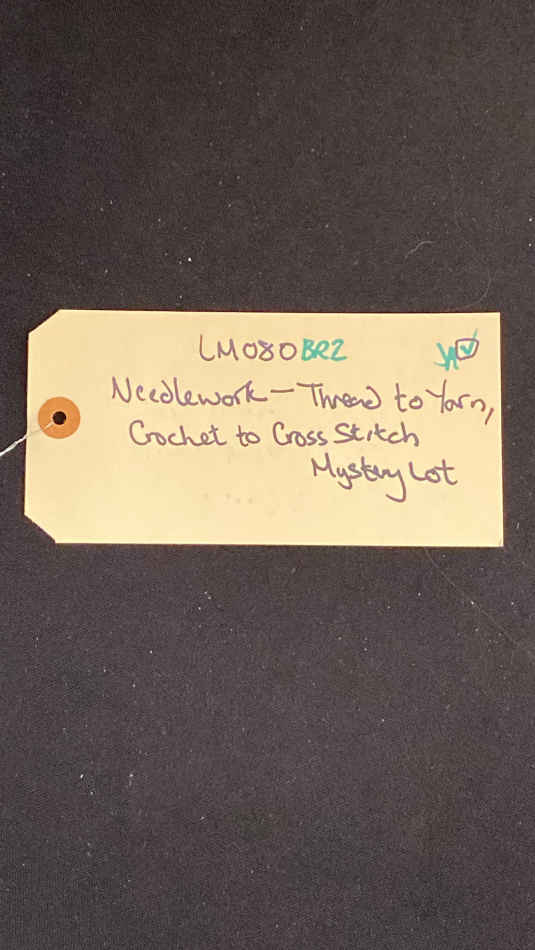 LM080BR2
Needlework - Thread to Yarn,
Crochet to Cross Stitch
Mystery Lot